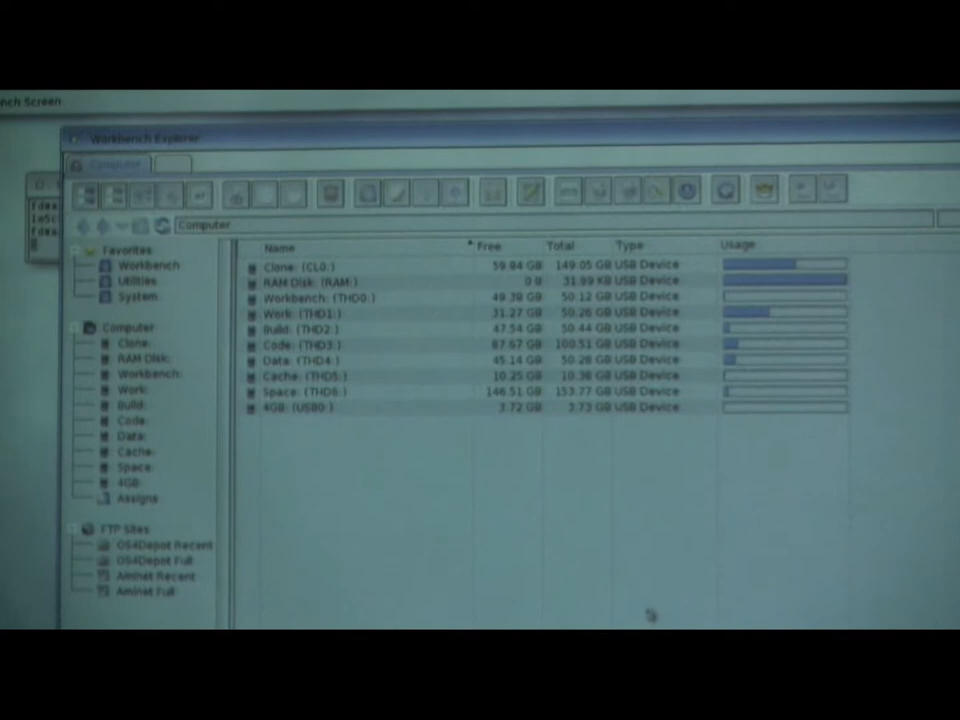 nch Screen
Workbench Explorer
Computer
Computer
Favorites
Workbench
Utilities
System
Computer
Clone:
RAM Disk:
Workbench:
Work:
Build:
Code:
Data:
Cache:
Space:
4GB:
Assigns
FTP Sites
OS4Depot Recent
OS4Depot Full
Aminet Recent
Aminet Full
Name Free Total Type Usage
Clone: (CL0:) 59.84 GB 149.05 GB USB Device
RAM Disk: (RAM:) 0 B 31.99 KB USB Device
Workbench: (THD0:) 49.38 GB 50.12 GB USB Device
Work: (THD1:) 31.27 GB 50.26 GB USB Device
Build: (THD2:) 47.54 GB 50.44 GB USB Device
Code: (THD3:) 87.67 GB 100.51 GB USB Device
Data: (THD4:) 45.14 GB 50.28 GB USB Device
Cache: (THD5:) 10.25 GB 10.38 GB USB Device
Space: (THD6:) 146.51 GB 153.77 GB USB Device
4GB: (USB0:) 3.72 GB 3.73 GB USB Device